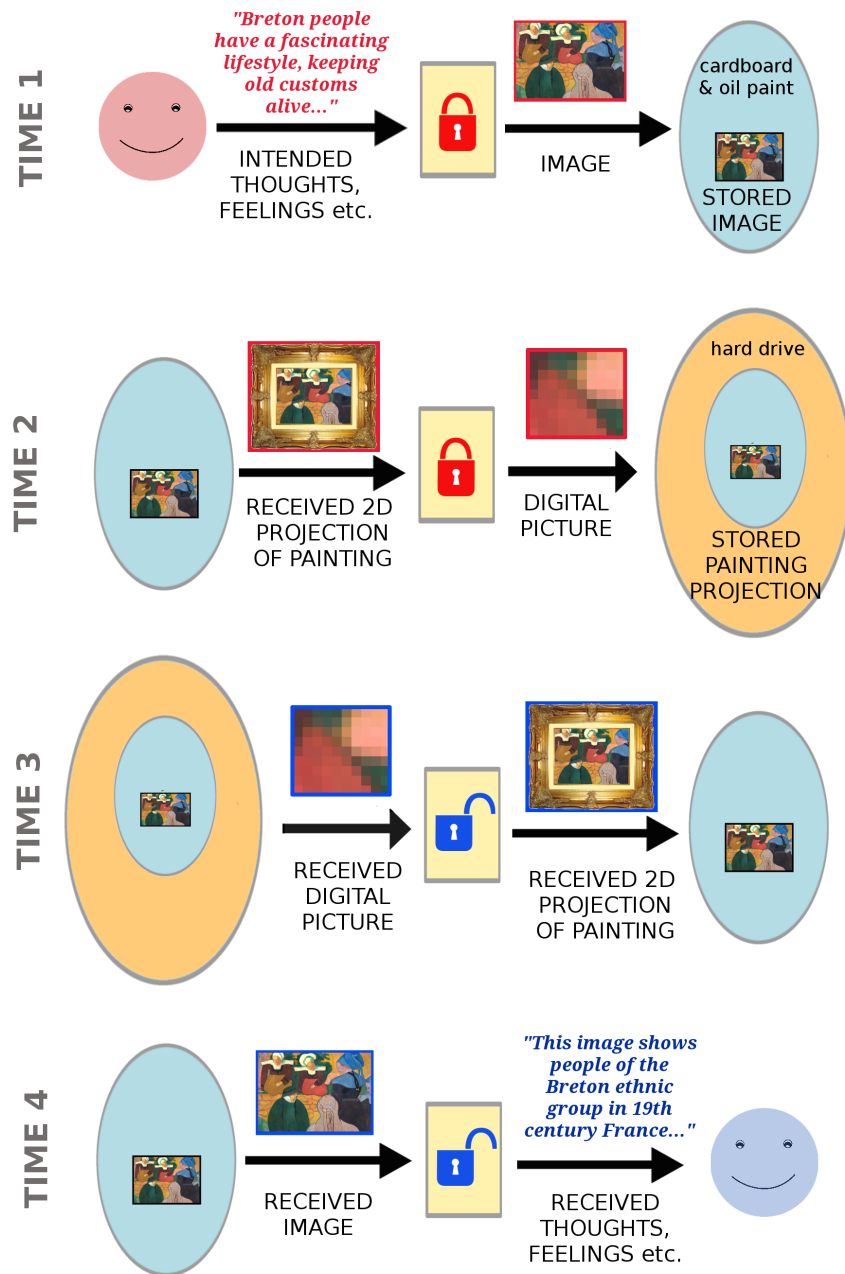 TIME 1
"Breton people
have a fascinating
lifestyle, keeping
old customs
alive..."
INTENDED
THOUGHTS,
FEELINGS etc.
IMAGE
cardboard
& oil paint
STORED
IMAGE
TIME 2
RECEIVED 2D
PROJECTION
OF PAINTING
DIGITAL
PICTURE
hard drive
STORED
PAINTING
PROJECTION
TIME 3
RECEIVED
DIGITAL
PICTURE
RECEIVED 2D
PROJECTION
OF PAINTING
TIME 4
RECEIVED
IMAGE
"This image shows
people of the
Breton ethnic
group in 19th
century France..."
RECEIVED
THOUGHTS,
FEELINGS etc.